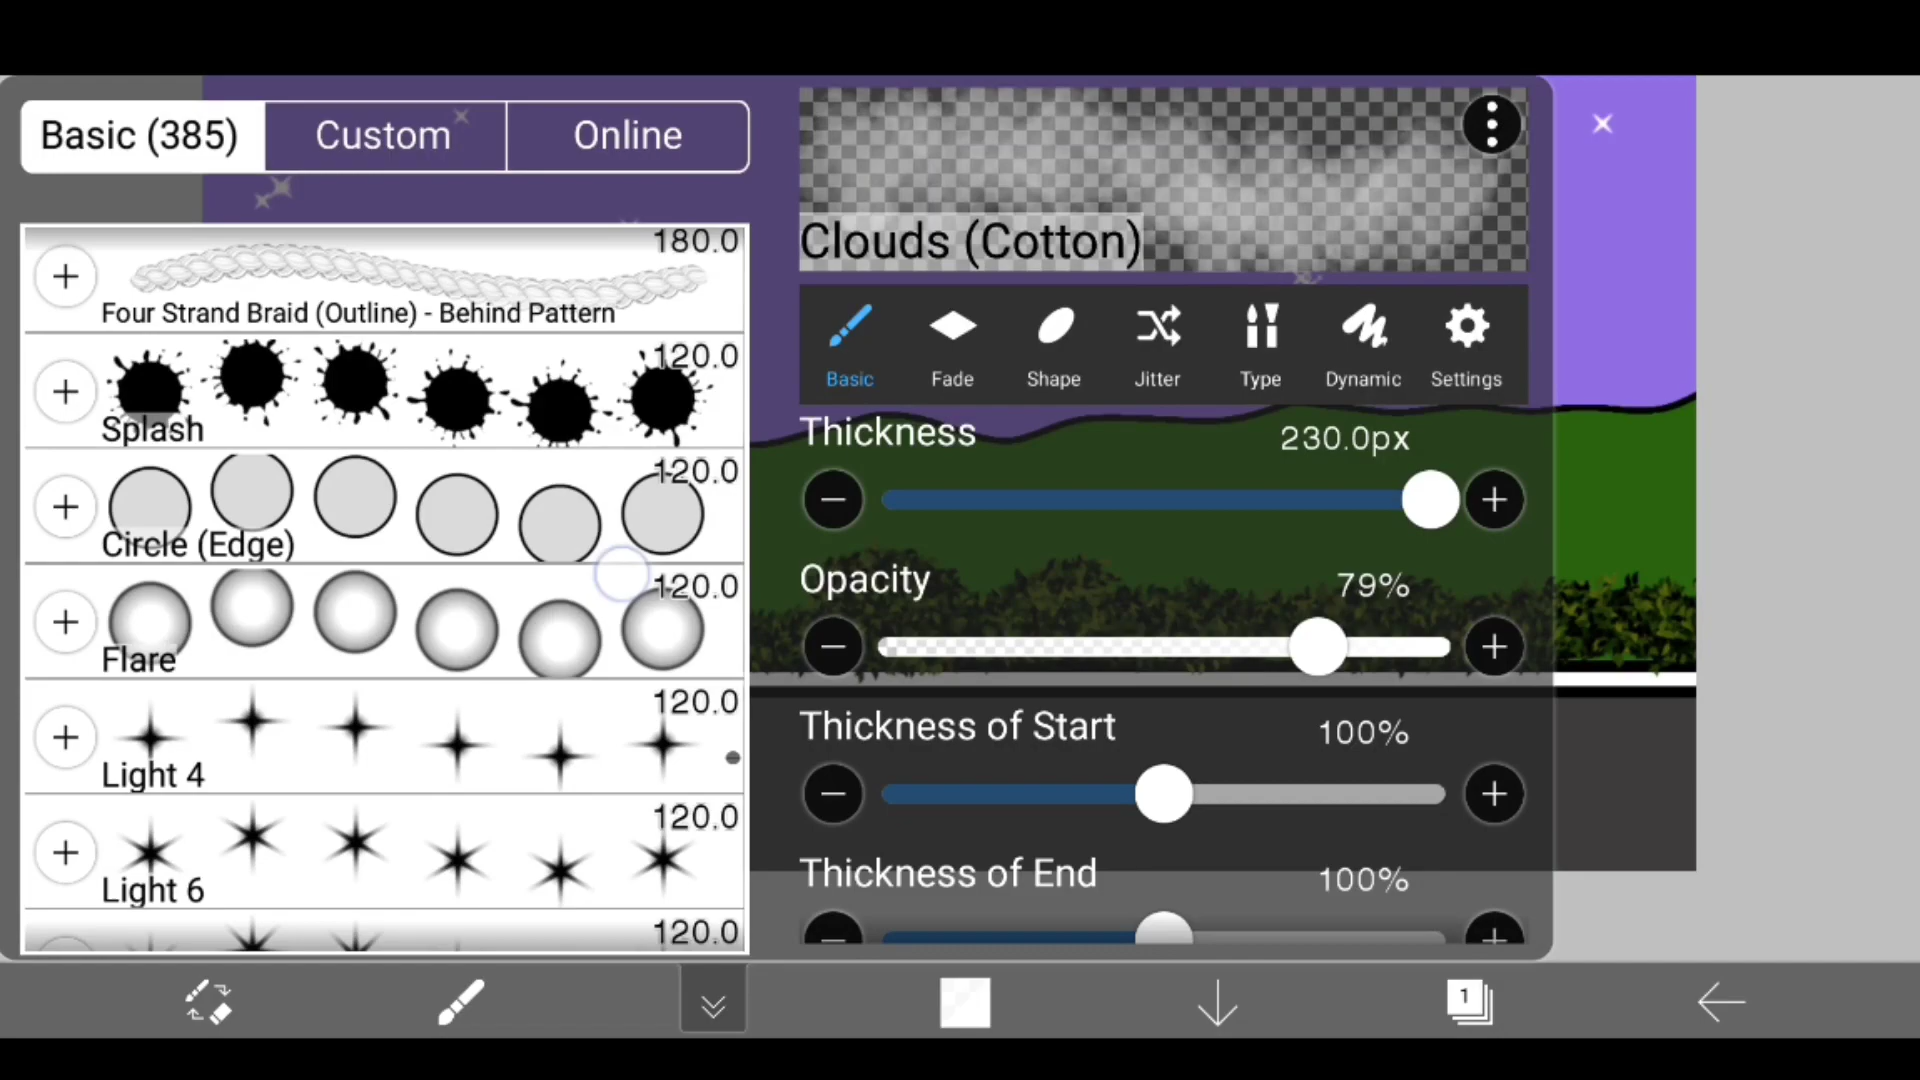 Basic (385)
Custom
Online
180.0
Four Strand Braid (Outline) - Behind Pattern
120.0
Splash
120.0
Circle (Edge)
120.0
Flare
120.0
Light 4
120.0
Light 6
120.0
Clouds (Cotton)
Basic
Fade
Shape
Jitter
Type
Dynamic
Settings
Thickness
230.0px
Opacity
79%
Thickness of Start
100%
Thickness of End
100%
1